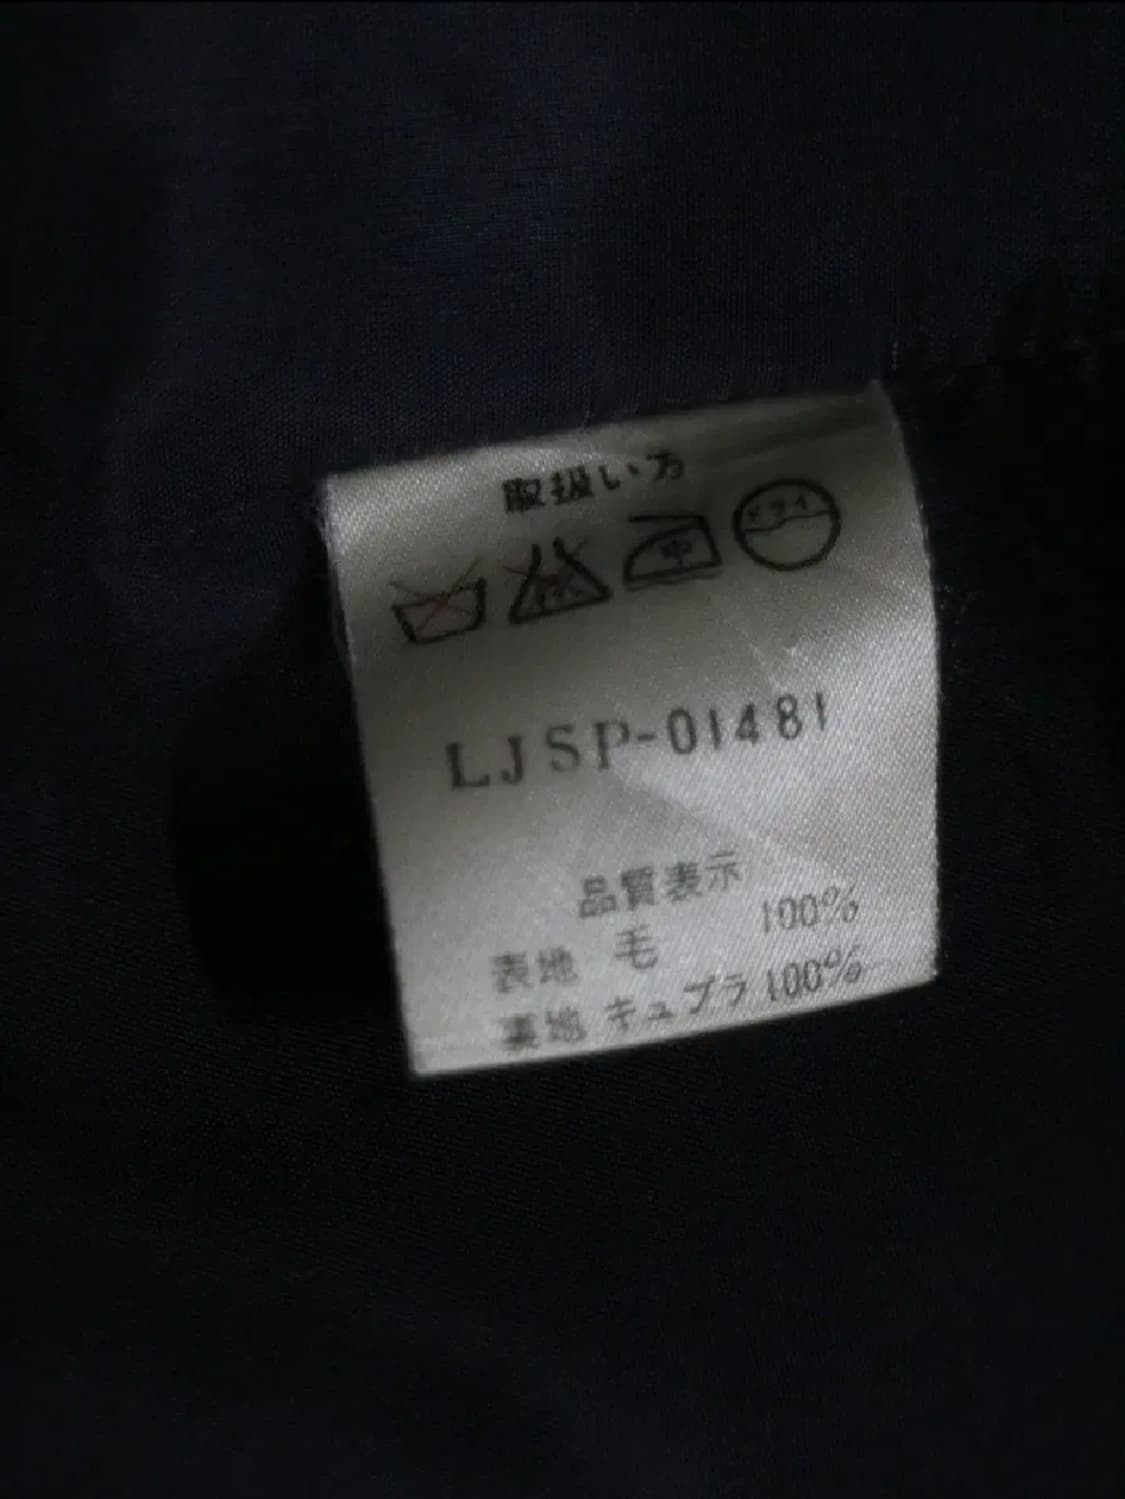 取扱い方
中 ドライ
LJSP-01481
品質表示
表地 毛 100%
裏地 キュプラ 100%